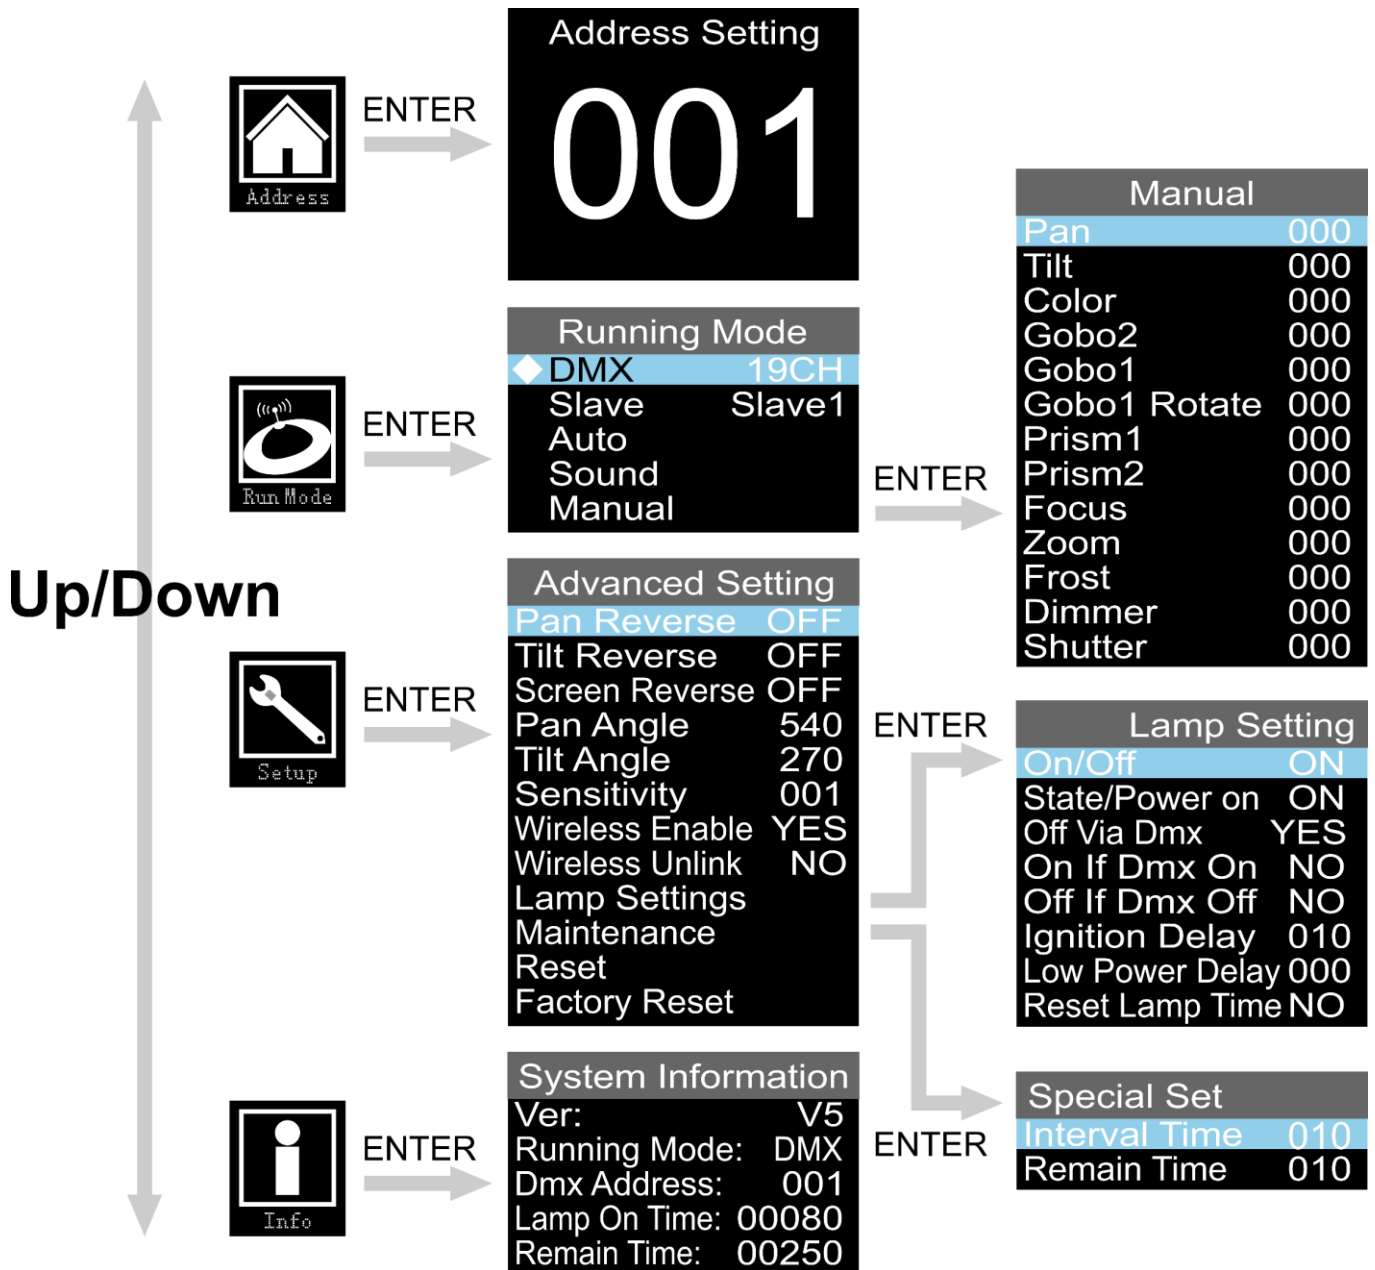 Up/Down
Address
ENTER
Address Setting
001
Run Mode
ENTER
Running Mode
DMX 19CH
Slave Slave1
Auto
Sound
Manual
ENTER
Manual
Pan 000
Tilt 000
Color 000
Gobo2 000
Gobo1 000
Gobo1 Rotate 000
Prism1 000
Prism2 000
Focus 000
Zoom 000
Frost 000
Dimmer 000
Shutter 000
Setup
ENTER
Advanced Setting
Pan Reverse OFF
Tilt Reverse OFF
Screen Reverse OFF
Pan Angle 540
Tilt Angle 270
Sensitivity 001
Wireless Enable YES
Wireless Unlink NO
Lamp Settings
Maintenance
Reset
Factory Reset
ENTER
Lamp Setting
On/Off ON
State/Power on ON
Off Via Dmx YES
On If Dmx On NO
Off If Dmx Off NO
Ignition Delay 010
Low Power Delay 000
Reset Lamp Time NO
ENTER
Special Set
Interval Time 010
Remain Time 010
Info
ENTER
System Information
Ver: V5
Running Mode: DMX
Dmx Address: 001
Lamp On Time: 00080
Remain Time: 00250